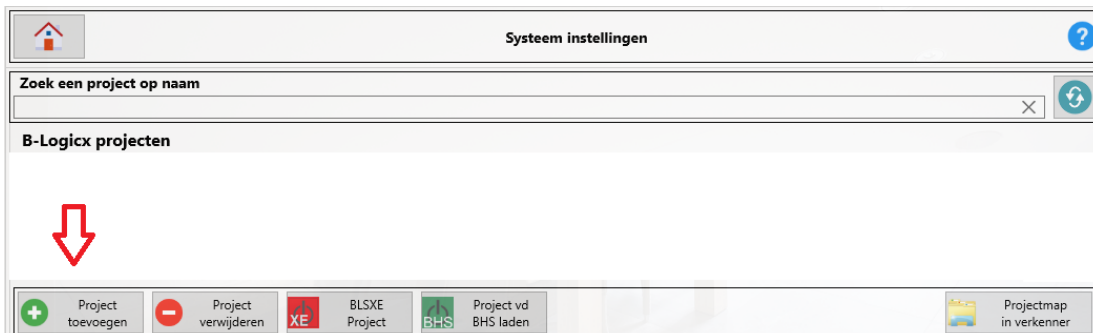 Systeem instellingen
?
Zoek een project op naam
B-Logicx projecten
Project
toevoegen
Project
verwijderen
XE
BLSXE
Project
BHS
Project vd
BHS laden
Projectmap
in verkenner